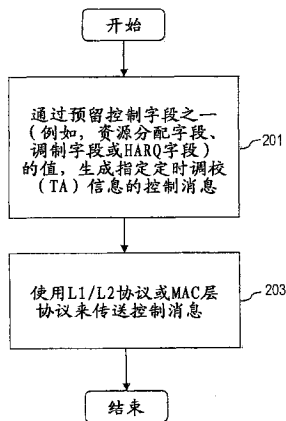 开始
通过预留控制字段之一
(例如，资源分配字段、
调制字段或HARQ字段)
的值，生成指定定时调校
(TA)信息的控制消息
201
使用L1/L2协议或MAC层
协议来传送控制消息
203
结束